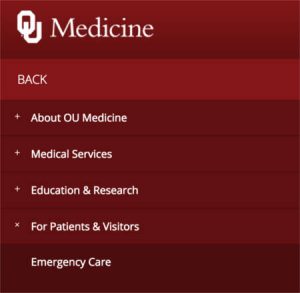 OU Medicine
BACK
+ About OU Medicine
+ Medical Services
+ Education & Research
× For Patients & Visitors
Emergency Care